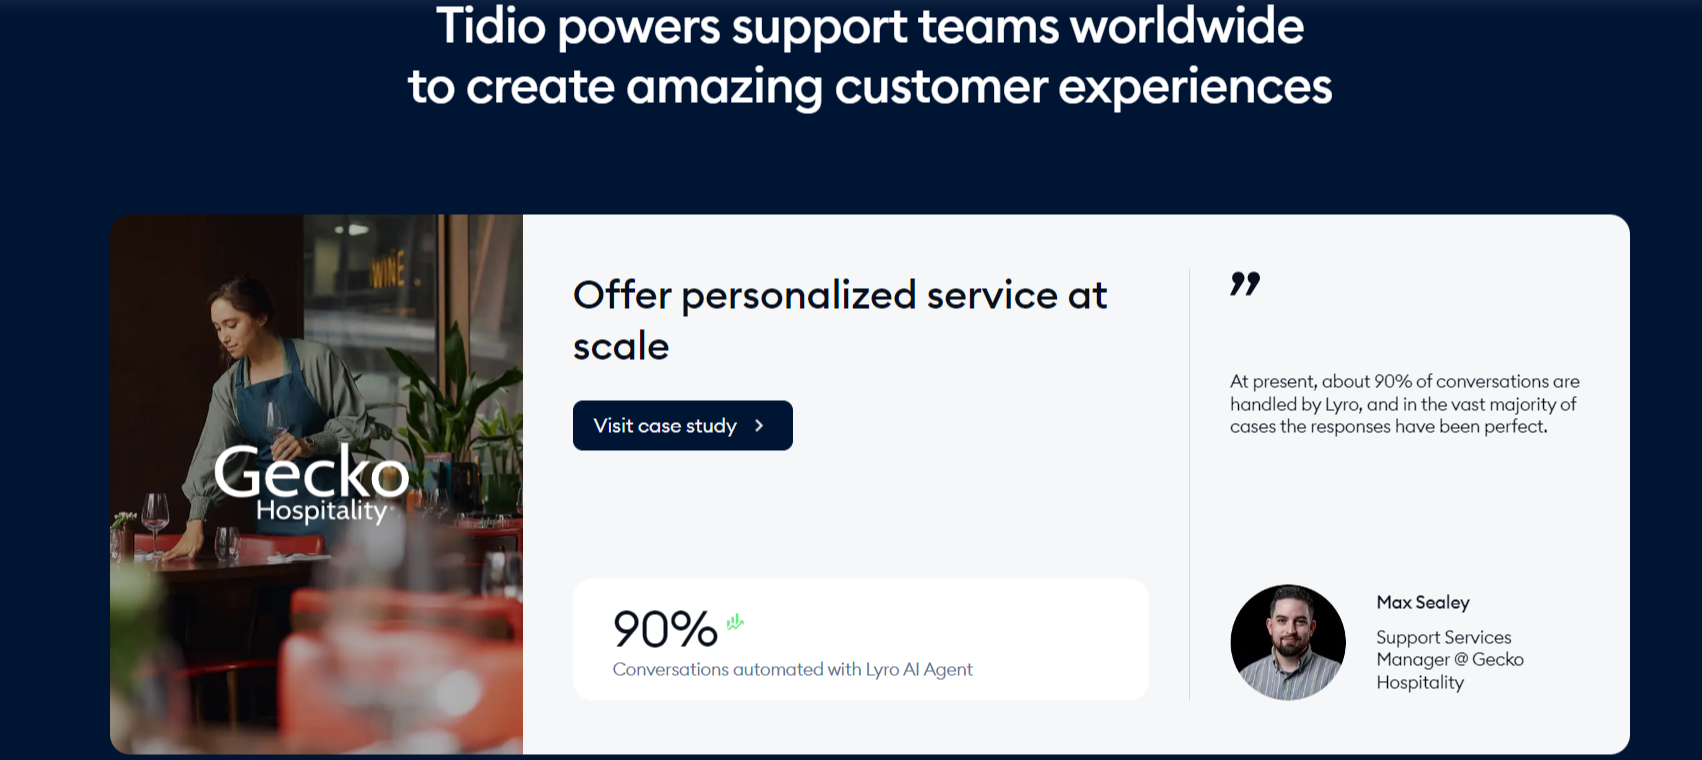 Tidio powers support teams worldwide
to create amazing customer experiences
WINE
Gecko
Hospitality
Offer personalized service at
scale
Visit case study
90%
Conversations automated with Lyro AI Agent
”
At present, about 90% of conversations are
handled by Lyro, and in the vast majority of
cases the responses have been perfect.
Max Sealey
Support Services
Manager @ Gecko
Hospitality